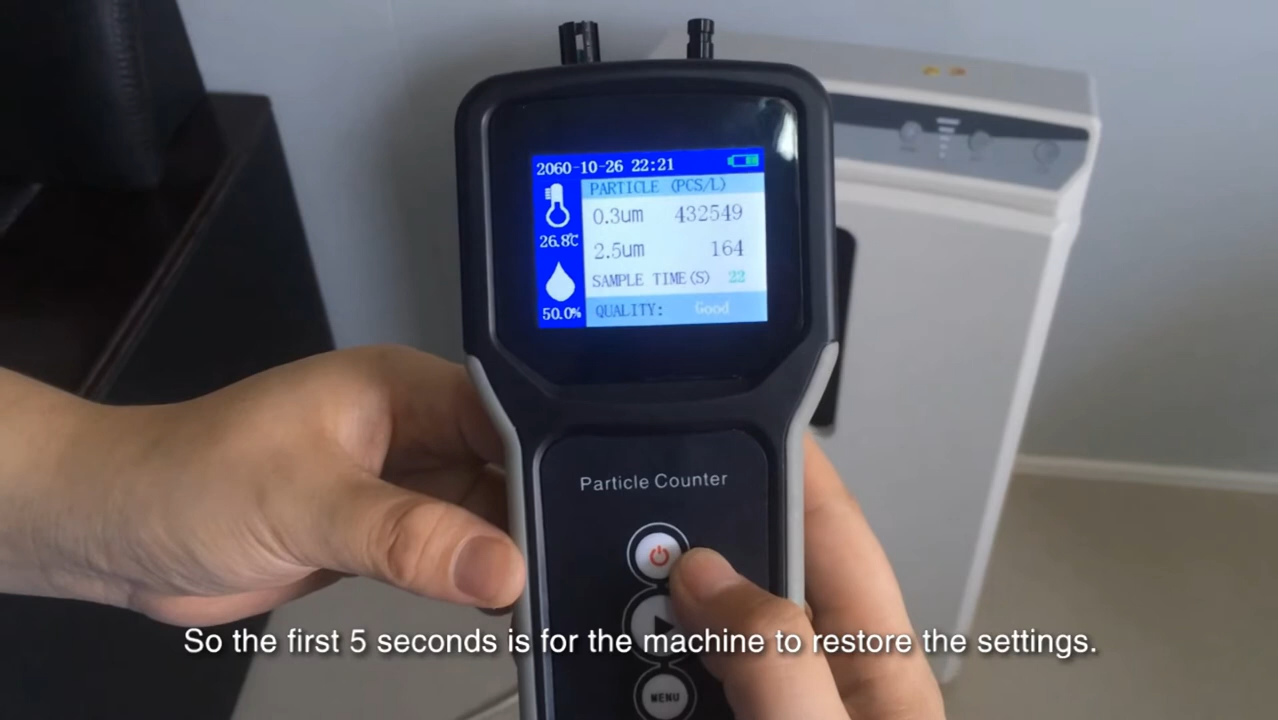 2060-10-26 22:21
PARTICLE (PCS/L)
0.3um 432549
2.5um 164
SAMPLE TIME(S) 22
QUALITY: Good
26.8℃
50.0%
Particle Counter
MENU
So the first 5 seconds is for the machine to restore the settings.